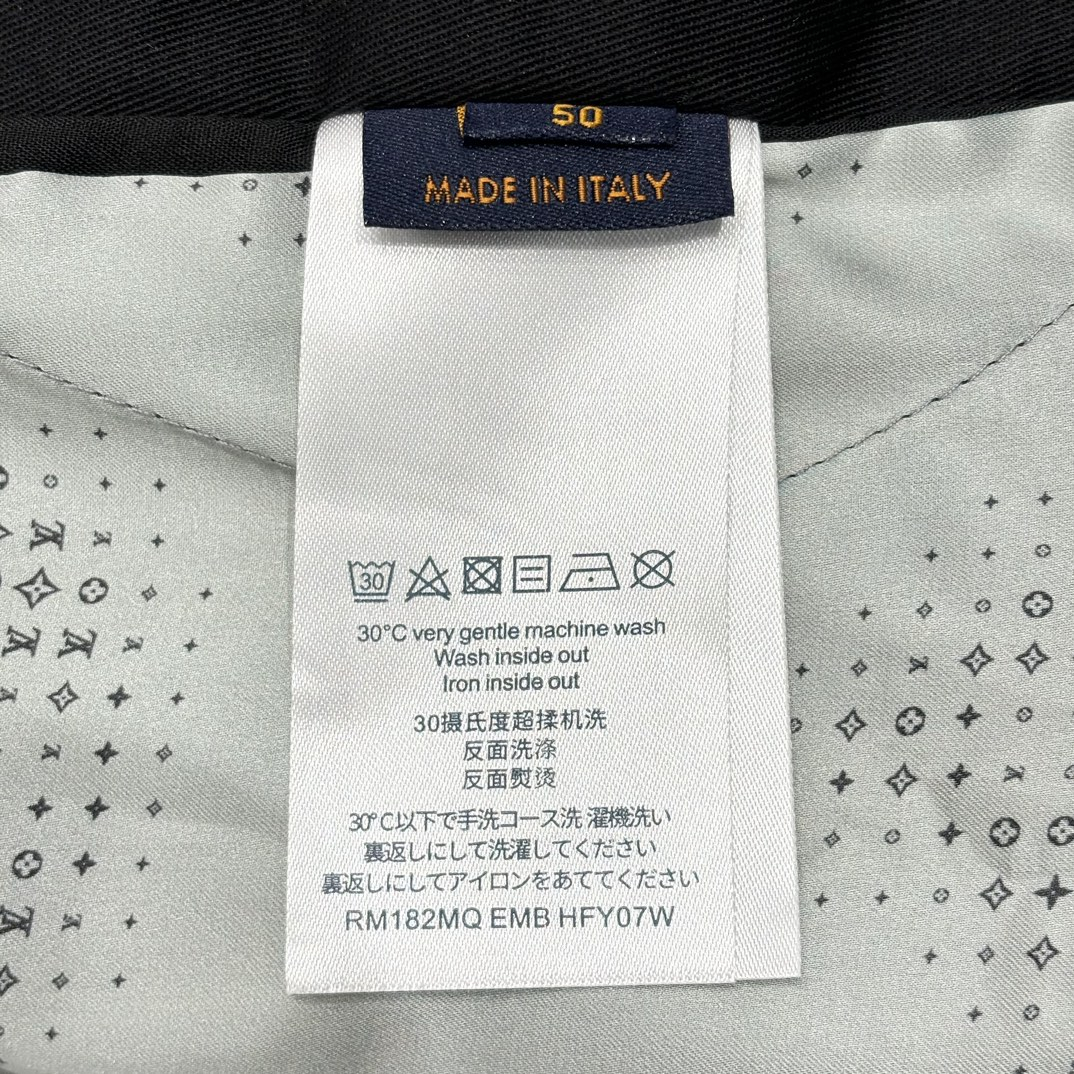 50
MADE IN ITALY
30
30°C very gentle machine wash
Wash inside out
Iron inside out
30摄氏度超揉机洗
反面洗涤
反面熨烫
30°C以下で手洗コース洗 濯機洗い
裏返しにして洗濯してください
裏返しにしてアイロンをあててください
RM182MQ EMB HFY07W